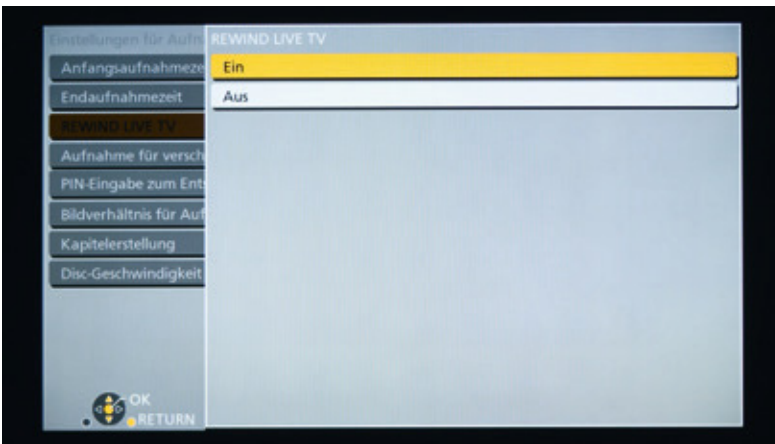 Einstellungen für Aufn
REWIND LIVE TV
Anfangsaufnahmeze
Ein
Endaufnahmezeit
Aus
REWIND LIVE TV
Aufnahme für versch
PIN-Eingabe zum Ents
Bildverhältnis für Auf
Kapitelerstellung
Disc-Geschwindigkeit
OK
RETURN